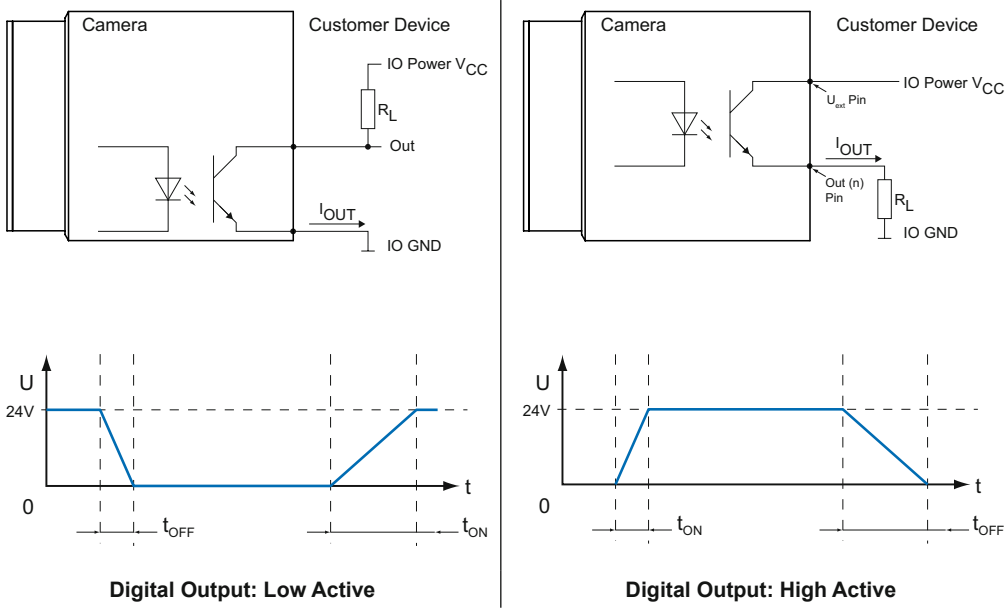 Camera
Customer Device
IO Power VCC
RL
Out
IOUT
IO GND
U
24V
0
t
tOFF
tON
Digital Output: Low Active
Camera
Customer Device
IO Power VCC
Uext Pin
IOUT
Out (n)
Pin
RL
IO GND
U
24V
0
t
tON
tOFF
Digital Output: High Active